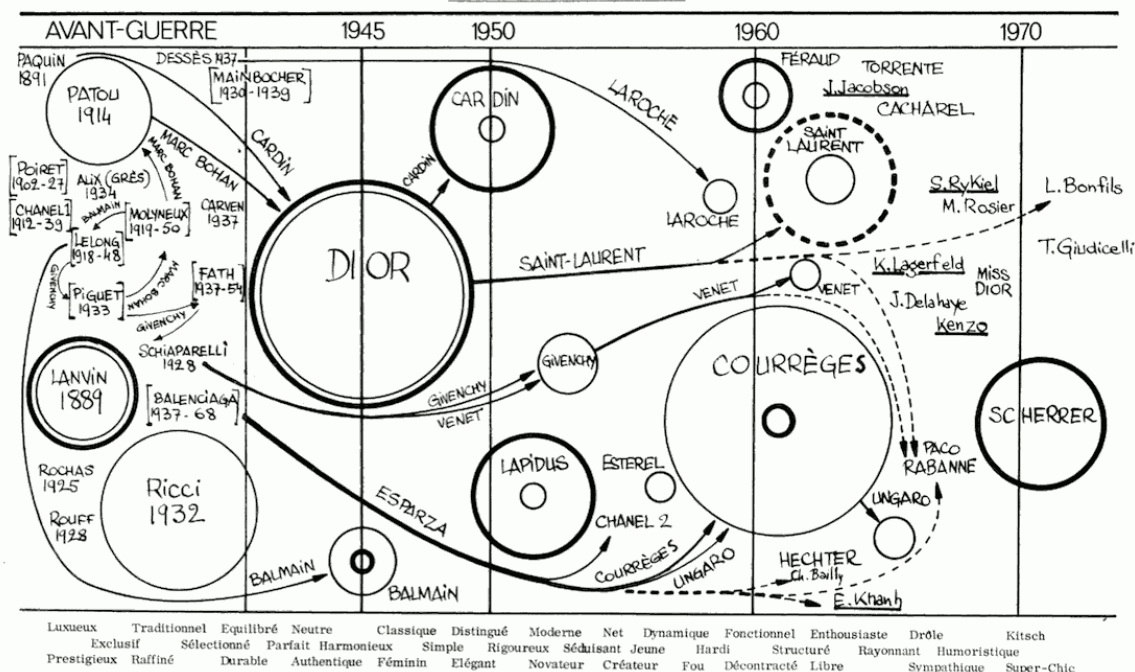 AVANT-GUERRE 1945 1950 1960 1970
PAQUIN
1891
PATOU
1914
DESSÈS 1937
[MAINBOCHER]
1930-1939
CARDIN
MARC BOHAN
MARC BOHAN
[POIRET]
1902-27
ALIX (GRÈS)
1934
[CHANEL 1]
1912-39
BALMAIN
[MOLYNEUX]
1919-50
CARVEN
1937
[LELONG]
1918-48
GIVENCHY
MARC BOHAN
[PIGUET]
1933
[FATH]
1937-54
GIVENCHY
SCHIAPARELLI
1928
LANVIN
1889
[BALENCIAGA]
1937-68
ROCHAS
1925
Ricci
1932
ROUFF
1928
DIOR
CARDIN
CARDIN
LAROCHE
LAROCHE
SAINT-LAURENT
GIVENCHY
VENET
GIVENCHY
VENET
VENET
ESPARZA
LAPIDUS
ESTEREL
CHANEL 2
COURRÈGES
UNGARO
BALMAIN
BALMAIN
FÉRAUD
TORRENTE
J.Jacobson
CACHAREL
SAINT
LAURENT
S.RyKiel
M. Rosier
L.Bonfils
T.Giudicelli
K.Lagerfeld
MISS
DIOR
J.Delahaye
Kenzo
COURRÈGES
SCHERRER
PACO
RABANNE
UNGARO
HECHTER
Ch.Bailly
E.Khanh
Luxueux Traditionnel Equilibré Neutre Classique Distingué Moderne Net Dynamique Fonctionnel Enthousiaste Drôle Kitsch
Exclusif Sélectionné Parfait Harmonieux Simple Rigoureux Séduisant Jeune Hardi Structuré Rayonnant Humoristique
Prestigieux Raffiné Durable Authentique Féminin Elégant Novateur Créateur Fou Décontracté Libre Sympathique Super-Chic